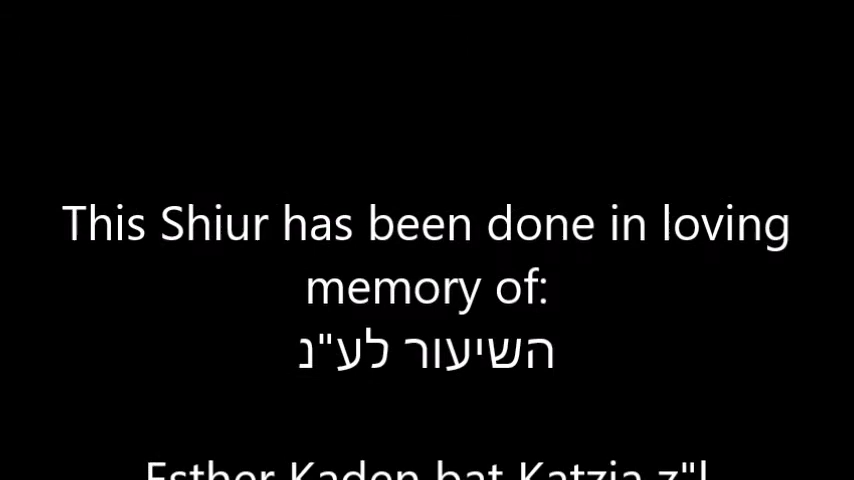 This Shiur has been done in loving
memory of:
השיעור לע"נ
Esther Kaden bat Katzia z"l